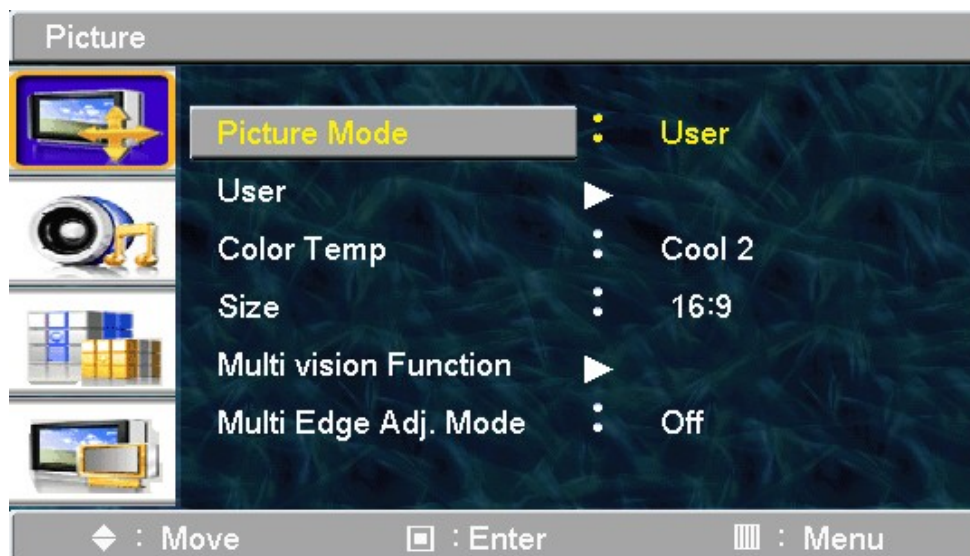 Picture
Picture Mode : User
User ▶
Color Temp : Cool 2
Size : 16:9
Multi vision Function ▶
Multi Edge Adj. Mode : Off
: Move : Enter : Menu